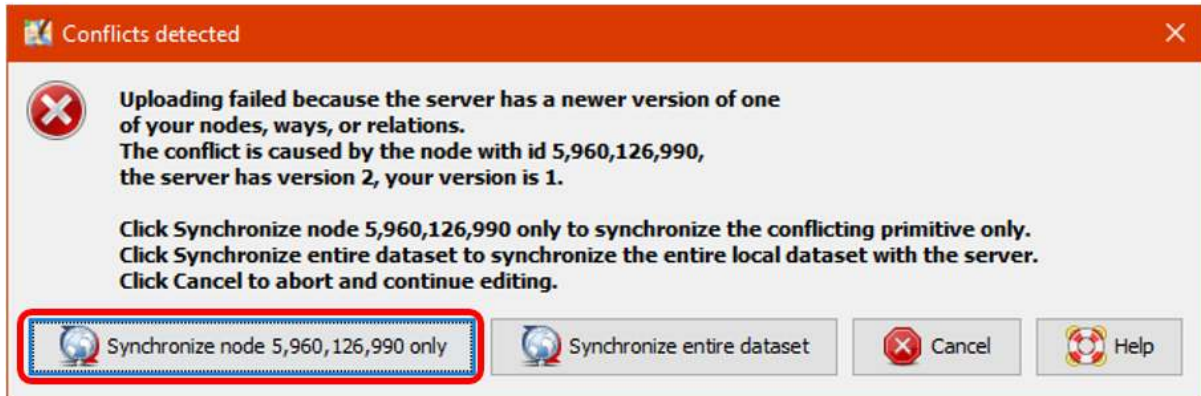 Conflicts detected
Uploading failed because the server has a newer version of one
of your nodes, ways, or relations.
The conflict is caused by the node with id 5,960,126,990,
the server has version 2, your version is 1.
Click Synchronize node 5,960,126,990 only to synchronize the conflicting primitive only.
Click Synchronize entire dataset to synchronize the entire local dataset with the server.
Click Cancel to abort and continue editing.
Synchronize node 5,960,126,990 only
Synchronize entire dataset
Cancel
Help